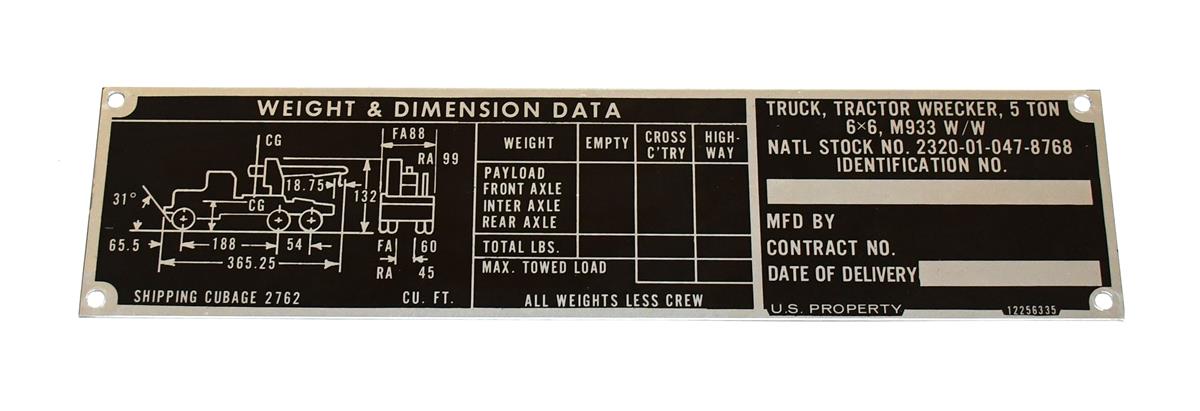 WEIGHT & DIMENSION DATA
CG
FA88
RA 99
18.75
132
31°
CG
65.5
188
54
FA 60
365.25
RA 45
SHIPPING CUBAGE 2762 CU. FT.
WEIGHT EMPTY CROSS C'TRY HIGH-WAY
PAYLOAD
FRONT AXLE
INTER AXLE
REAR AXLE
TOTAL LBS.
MAX. TOWED LOAD
ALL WEIGHTS LESS CREW
TRUCK, TRACTOR WRECKER, 5 TON
6×6, M933 W/W
NATL STOCK NO. 2320-01-047-8768
IDENTIFICATION NO.
MFD BY
CONTRACT NO.
DATE OF DELIVERY
U.S. PROPERTY
12256335